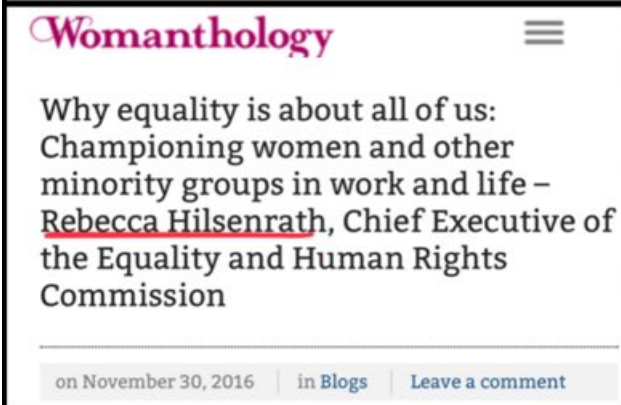 Womanthology
Why equality is about all of us:
Championing women and other
minority groups in work and life –
Rebecca Hilsenrath, Chief Executive of
the Equality and Human Rights
Commission
on November 30, 2016 in Blogs Leave a comment